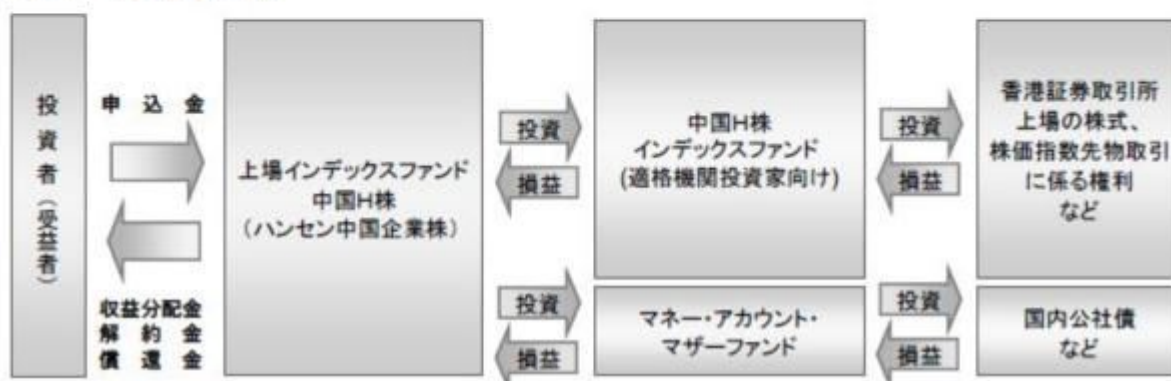 投資者(受益者)
申込金
収益分配金
解約金
償還金
上場インデックスファンド
中国H株
(ハンセン中国企業株)
投資
損益
投資
損益
中国H株
インデックスファンド
(適格機関投資家向け)
マネー・アカウント・
マザーファンド
投資
損益
投資
損益
香港証券取引所
上場の株式、
株価指数先物取引
に係る権利
など
国内公社債
など